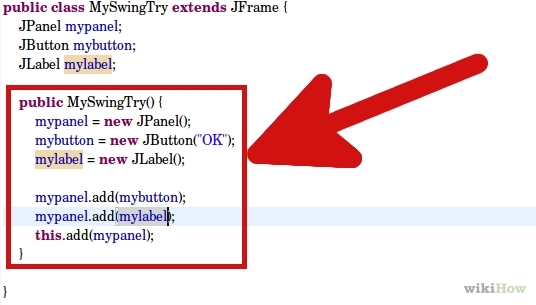 public class MySwingTry extends JFrame {
JPanel mypanel;
JButton mybutton;
JLabel mylabel;
public MySwingTry() {
mypanel = new JPanel();
mybutton = new JButton("OK");
mylabel = new JLabel();
mypanel.add(mybutton);
mypanel.add(mylabel);
this.add(mypanel);
}
}
wikiHow